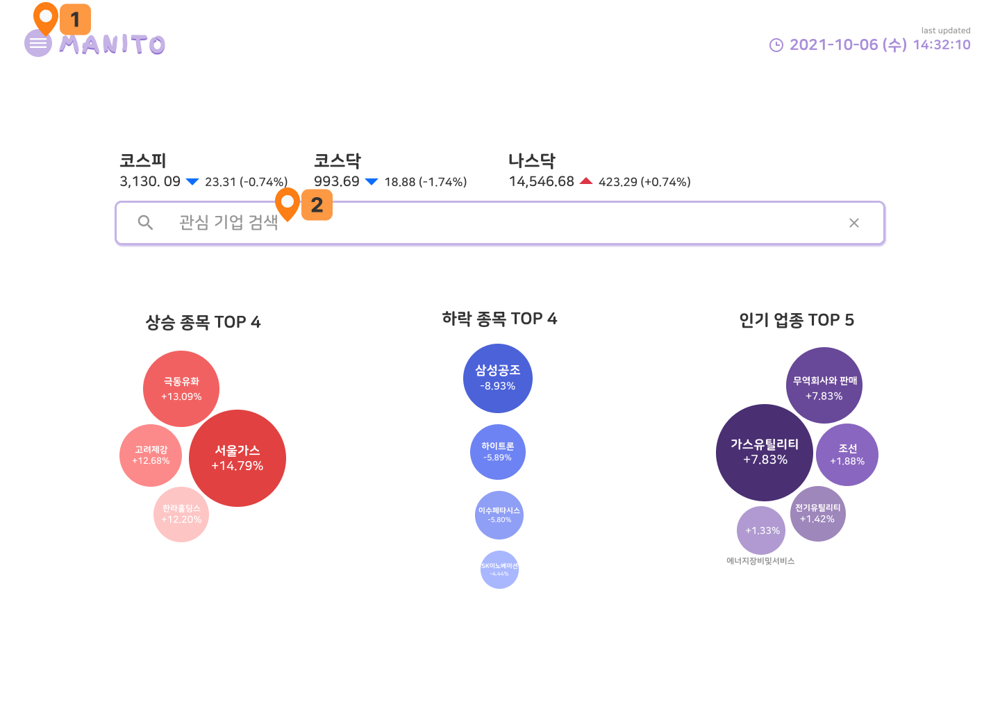 1
MANITO
last updated
2021-10-06 (수) 14:32:10
코스피
3,130. 09 23.31 (-0.74%)
코스닥
993.69 18.88 (-1.74%)
나스닥
14,546.68 423.29 (+0.74%)
2
관심 기업 검색
상승 종목 TOP 4
극동유화
+13.09%
고려제강
+12.68%
서울가스
+14.79%
한라홀딩스
+12.20%
하락 종목 TOP 4
삼성공조
-8.93%
하이트론
-5.89%
이수페타시스
-5.80%
SK이노베이션
-4.44%
인기 업종 TOP 5
무역회사와 판매
+7.83%
가스유틸리티
+7.83%
조선
+1.88%
전기유틸리티
+1.42%
+1.33%
에너지장비및서비스